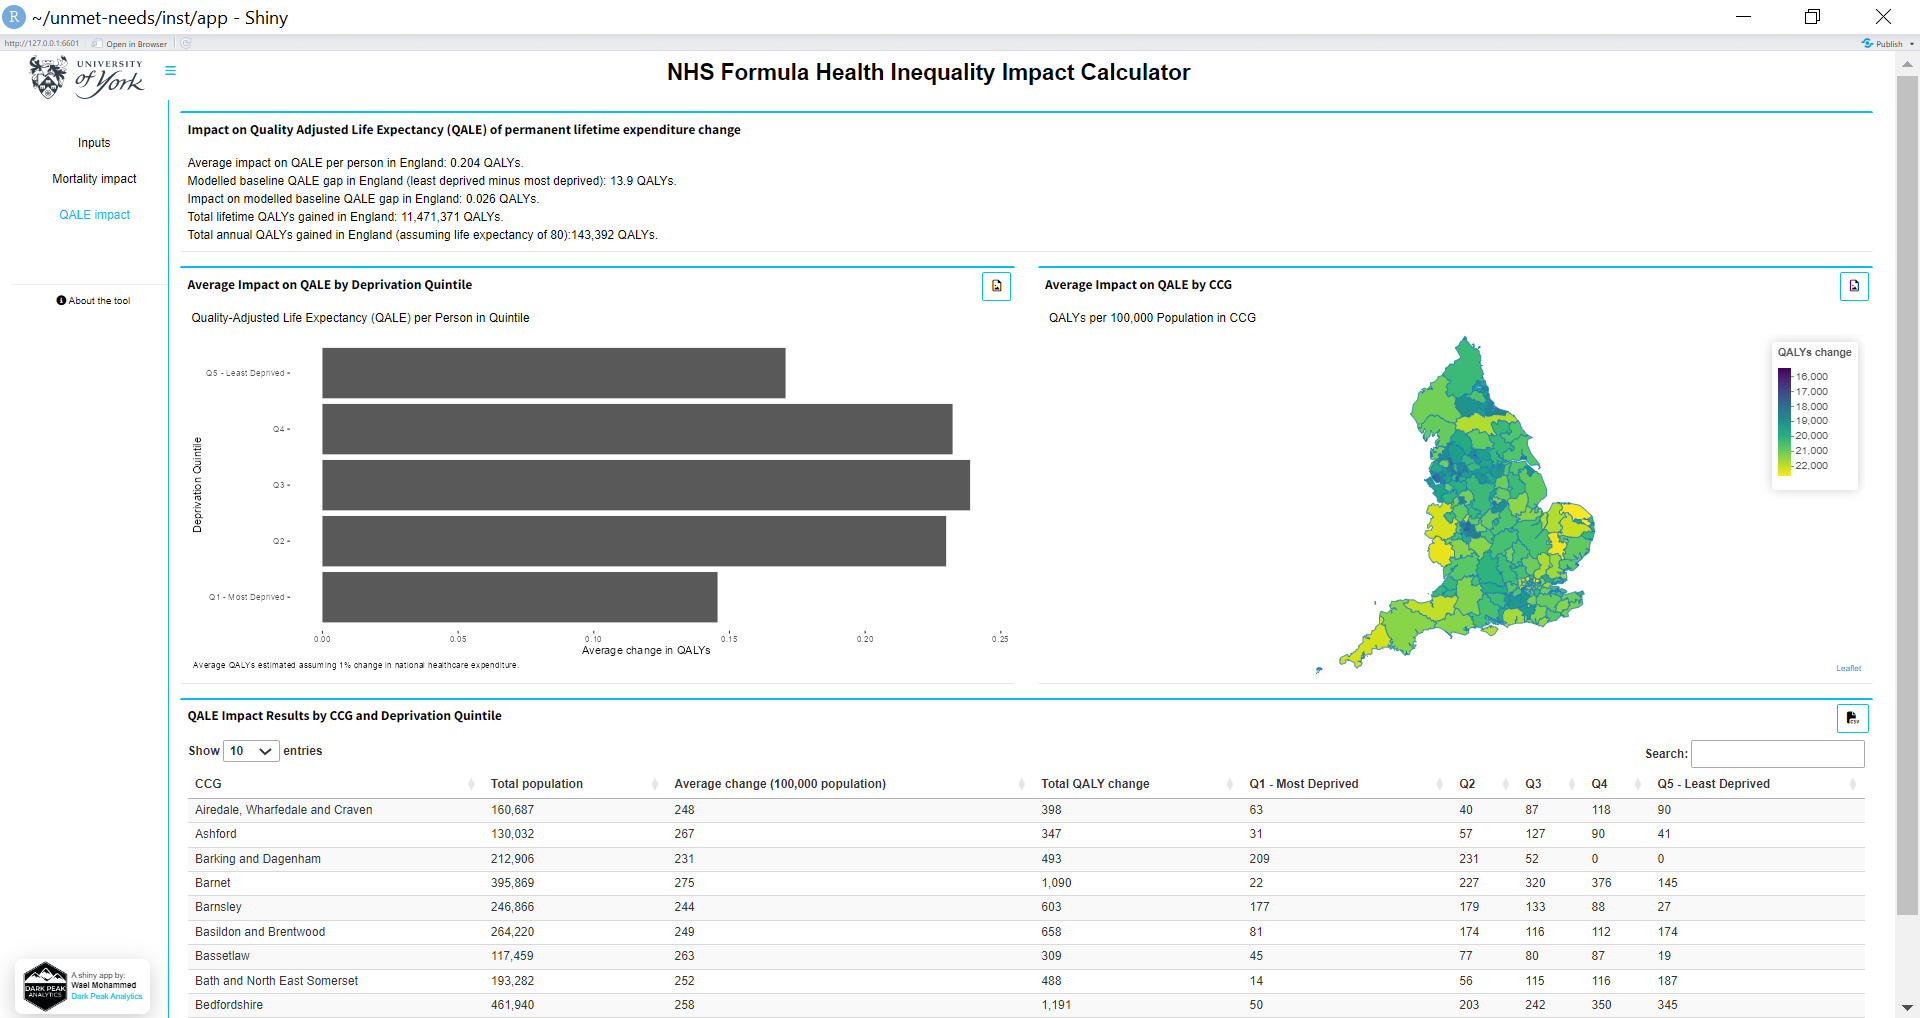 R ~/unmet-needs/inst/app - Shiny
http://127.0.0.1:6601 Open in Browser Publish
UNIVERSITY
of York
NHS Formula Health Inequality Impact Calculator
Inputs
Mortality impact
QALE impact
About the tool
Impact on Quality Adjusted Life Expectancy (QALE) of permanent lifetime expenditure change
Average impact on QALE per person in England: 0.204 QALYs.
Modelled baseline QALE gap in England (least deprived minus most deprived): 13.9 QALYs.
Impact on modelled baseline QALE gap in England: 0.026 QALYs.
Total lifetime QALYs gained in England: 11,471,371 QALYs.
Total annual QALYs gained in England (assuming life expectancy of 80):143,392 QALYs.
Average Impact on QALE by Deprivation Quintile
Quality-Adjusted Life Expectancy (QALE) per Person in Quintile
Deprivation Quintile
Q5 - Least Deprived
Q4
Q3
Q2
Q1 - Most Deprived
0.00 0.05 0.10 0.15 0.20 0.25
Average change in QALYs
Average QALYs estimated assuming 1% change in national healthcare expenditure.
Average Impact on QALE by CCG
QALYs per 100,000 Population in CCG
QALYs change
16,000
17,000
18,000
19,000
20,000
21,000
22,000
Leaflet
QALE Impact Results by CCG and Deprivation Quintile
CSV
Show 10 entries
Search:
CCG Total population Average change (100,000 population) Total QALY change Q1 - Most Deprived Q2 Q3 Q4 Q5 - Least Deprived
Airedale, Wharfedale and Craven 160,687 248 398 63 40 87 118 90
Ashford 130,032 267 347 31 57 127 90 41
Barking and Dagenham 212,906 231 493 209 231 52 0 0
Barnet 395,869 275 1,090 22 227 320 376 145
Barnsley 246,866 244 603 177 179 133 88 27
Basildon and Brentwood 264,220 249 658 81 174 116 112 174
Bassetlaw 117,459 263 309 45 77 80 87 19
Bath and North East Somerset 193,282 252 488 14 56 115 116 187
Bedfordshire 461,940 258 1,191 50 203 242 350 345
DARK PEAK
ANALYTICS
A shiny app by:
Wael Mohammed
Dark Peak Analytics